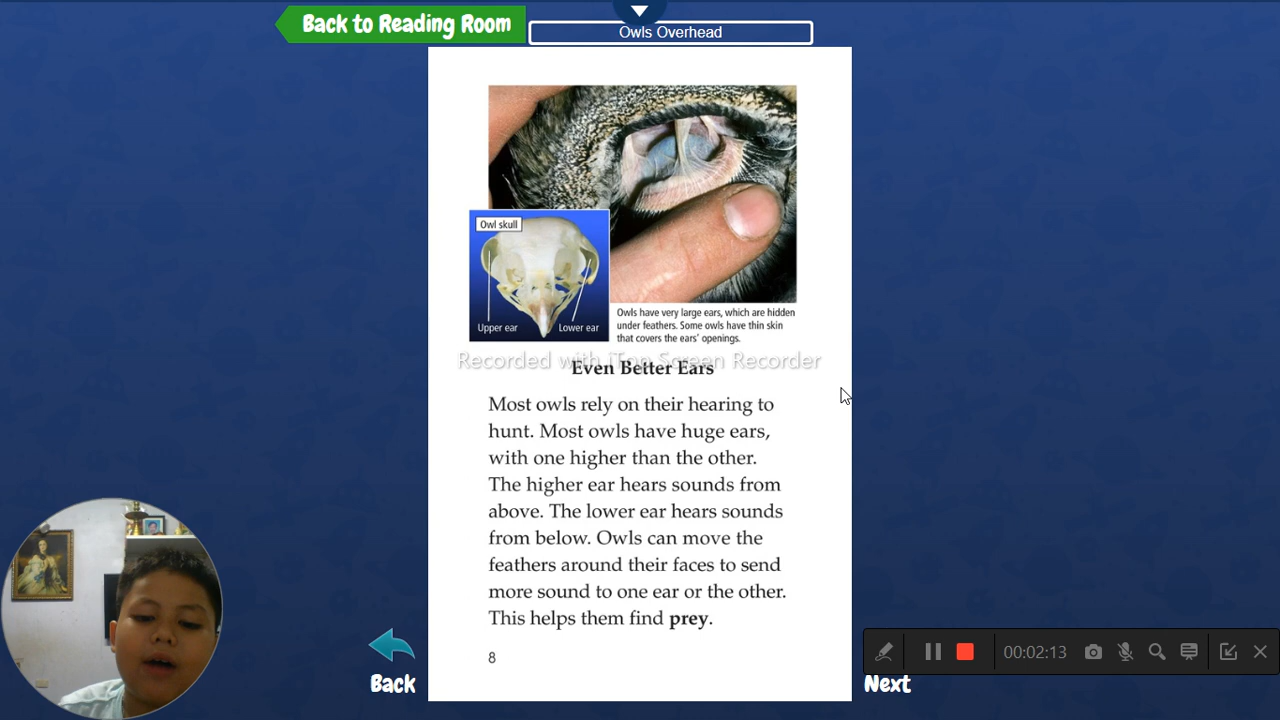 Back to Reading Room
Owls Overhead
Owl skull
Upper ear
Lower ear
Owls have very large ears, which are hidden
under feathers. Some owls have thin skin
that covers the ears' openings.
Recorded with iTop Screen Recorder
Even Better Ears
Most owls rely on their hearing to
hunt. Most owls have huge ears,
with one higher than the other.
The higher ear hears sounds from
above. The lower ear hears sounds
from below. Owls can move the
feathers around their faces to send
more sound to one ear or the other.
This helps them find prey.
8
Back
Next
00:02:13